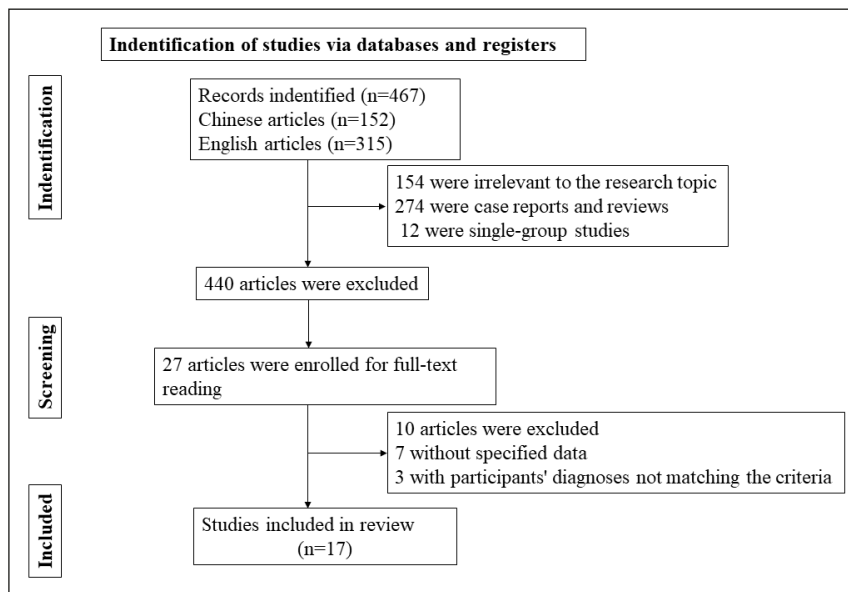 Indentification of studies via databases and registers
Indentification
Records indentified (n=467)
Chinese articles (n=152)
English articles (n=315)
154 were irrelevant to the research topic
274 were case reports and reviews
12 were single-group studies
440 articles were excluded
Screening
27 articles were enrolled for full-text
reading
10 articles were excluded
7 without specified data
3 with participants' diagnoses not matching the criteria
Included
Studies included in review
(n=17)